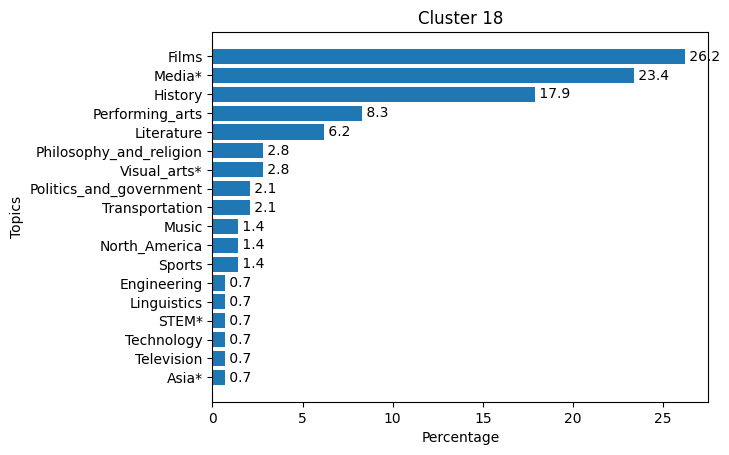 Cluster 18
Films 26.2
Media* 23.4
History 17.9
Performing_arts 8.3
Literature 6.2
Philosophy_and_religion 2.8
Visual_arts* 2.8
Politics_and_government 2.1
Transportation 2.1
Music 1.4
North_America 1.4
Sports 1.4
Engineering 0.7
Linguistics 0.7
STEM* 0.7
Technology 0.7
Television 0.7
Asia* 0.7
Topics
0 5 10 15 20 25
Percentage